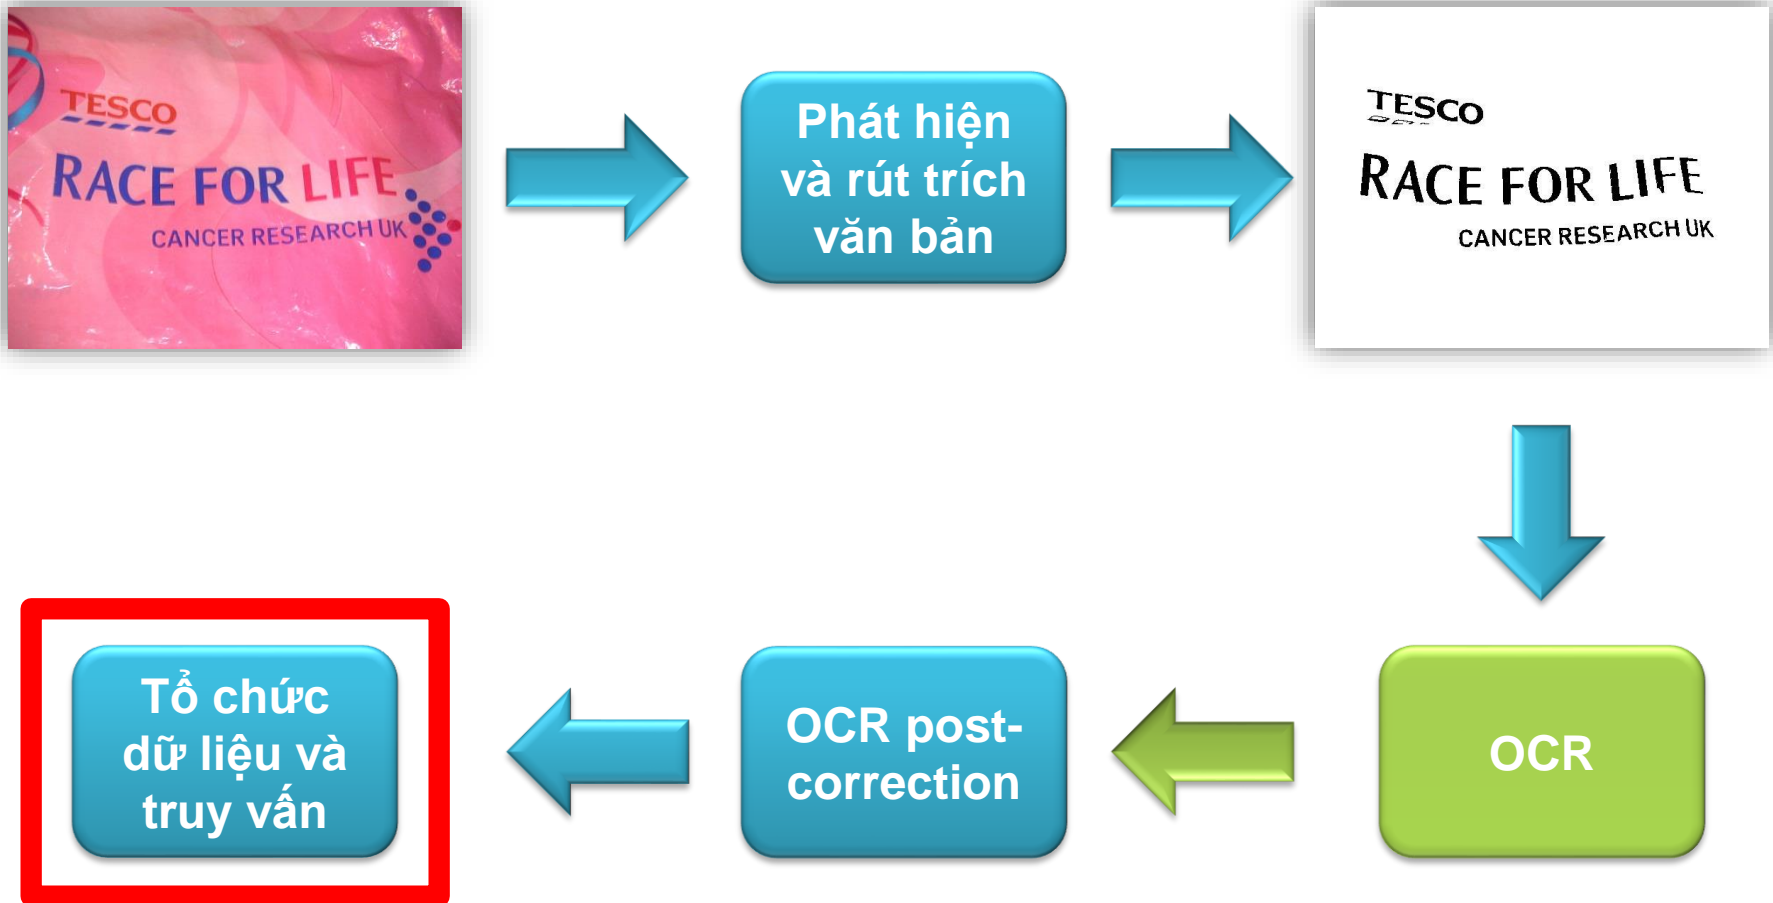 TESCO
RACE FOR LIFE
CANCER RESEARCH UK
Phát hiện
và rút trích
văn bản
TESCO
RACE FOR LIFE
CANCER RESEARCH UK
OCR
OCR post-
correction
Tổ chức
dữ liệu và
truy vấn